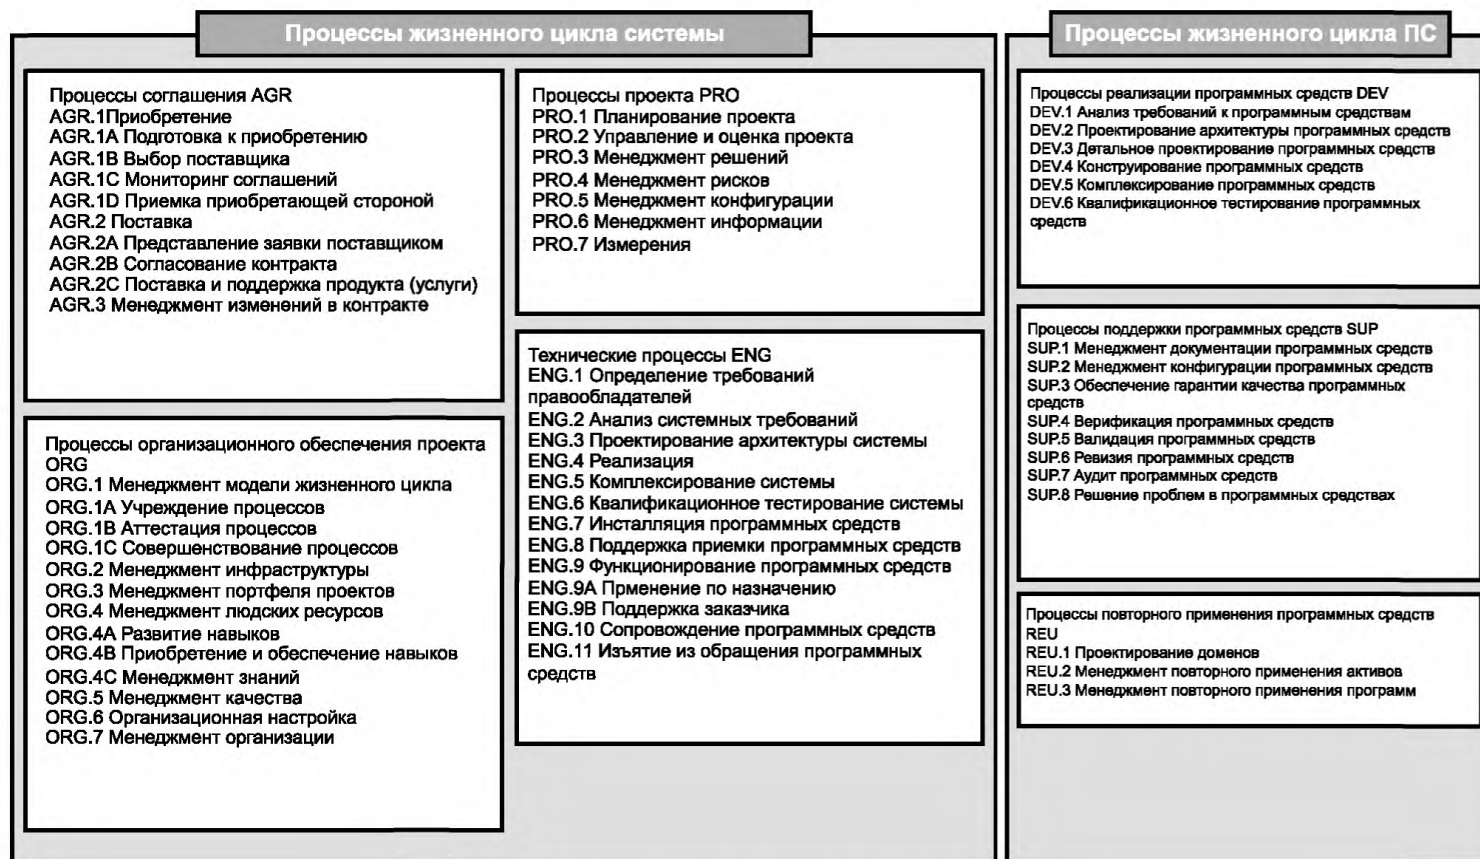 Процессы жизненного цикла системы
Процессы соглашения AGR
AGR.1Приобретение
AGR.1A Подготовка к приобретению
AGR.1B Выбор поставщика
AGR.1C Мониторинг соглашений
AGR.1D Приемка приобретающей стороной
AGR.2 Поставка
AGR.2A Представление заявки поставщиком
AGR.2B Согласование контракта
AGR.2C Поставка и поддержка продукта (услуги)
AGR.3 Менеджмент изменений в контракте
Процессы организационного обеспечения проекта
ORG
ORG.1 Менеджмент модели жизненного цикла
ORG.1A Учреждение процессов
ORG.1B Аттестация процессов
ORG.1C Совершенствование процессов
ORG.2 Менеджмент инфраструктуры
ORG.3 Менеджмент портфеля проектов
ORG.4 Менеджмент людских ресурсов
ORG.4A Развитие навыков
ORG.4B Приобретение и обеспечение навыков
ORG.4C Менеджмент знаний
ORG.5 Менеджмент качества
ORG.6 Организационная настройка
ORG.7 Менеджмент организации
Процессы проекта PRO
PRO.1 Планирование проекта
PRO.2 Управление и оценка проекта
PRO.3 Менеджмент решений
PRO.4 Менеджмент рисков
PRO.5 Менеджмент конфигурации
PRO.6 Менеджмент информации
PRO.7 Измерения
Технические процессы ENG
ENG.1 Определение требований
правообладателей
ENG.2 Анализ системных требований
ENG.3 Проектирование архитектуры системы
ENG.4 Реализация
ENG.5 Комплексирование системы
ENG.6 Квалификационное тестирование системы
ENG.7 Инсталляция программных средств
ENG.8 Поддержка приемки программных средств
ENG.9 Функционирование программных средств
ENG.9A Прменение по назначению
ENG.9B Поддержка заказчика
ENG.10 Сопровождение программных средств
ENG.11 Изъятие из обращения программных
средств
Процессы жизненного цикла ПС
Процессы реализации программных средств DEV
DEV.1 Анализ требований к программным средствам
DEV.2 Проектирование архитектуры программных средств
DEV.3 Детальное проектирование программных средств
DEV.4 Конструирование программных средств
DEV.5 Комплексирование программных средств
DEV.6 Квалификационное тестирование программных
средств
Процессы поддержки программных средств SUP
SUP.1 Менеджмент документации программных средств
SUP.2 Менеджмент конфигурации программных средств
SUP.3 Обеспечение гарантии качества программных
средств
SUP.4 Верификация программных средств
SUP.5 Валидация программных средств
SUP.6 Ревизия программных средств
SUP.7 Аудит программных средств
SUP.8 Решение проблем в программных средствах
Процессы повторного применения программных средств
REU
REU.1 Проектирование доменов
REU.2 Менеджмент повторного применения активов
REU.3 Менеджмент повторного применения программ